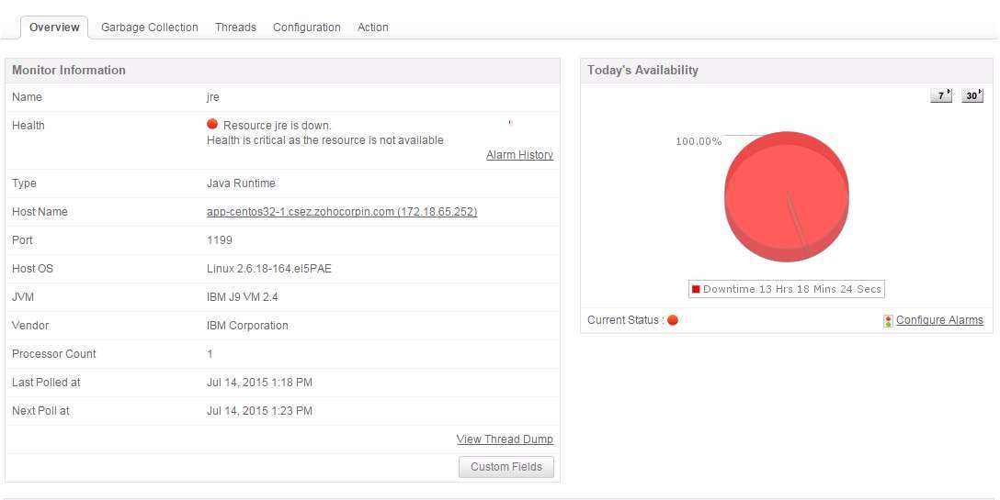 Overview Garbage Collection Threads Configuration Action
Monitor Information
Name jre
Health Resource jre is down.
Health is critical as the resource is not available
Alarm History
Type Java Runtime
Host Name app-centos32-1.csez.zohocorpin.com (172.18.65.252)
Port 1199
Host OS Linux 2.6.18-164.el5PAE
JVM IBM J9 VM 2.4
Vendor IBM Corporation
Processor Count 1
Last Polled at Jul 14, 2015 1:18 PM
Next Poll at Jul 14, 2015 1:23 PM
View Thread Dump
Custom Fields
Today's Availability
7 30
100.00%
Downtime 13 Hrs 18 Mins 24 Secs
Current Status : Configure Alarms